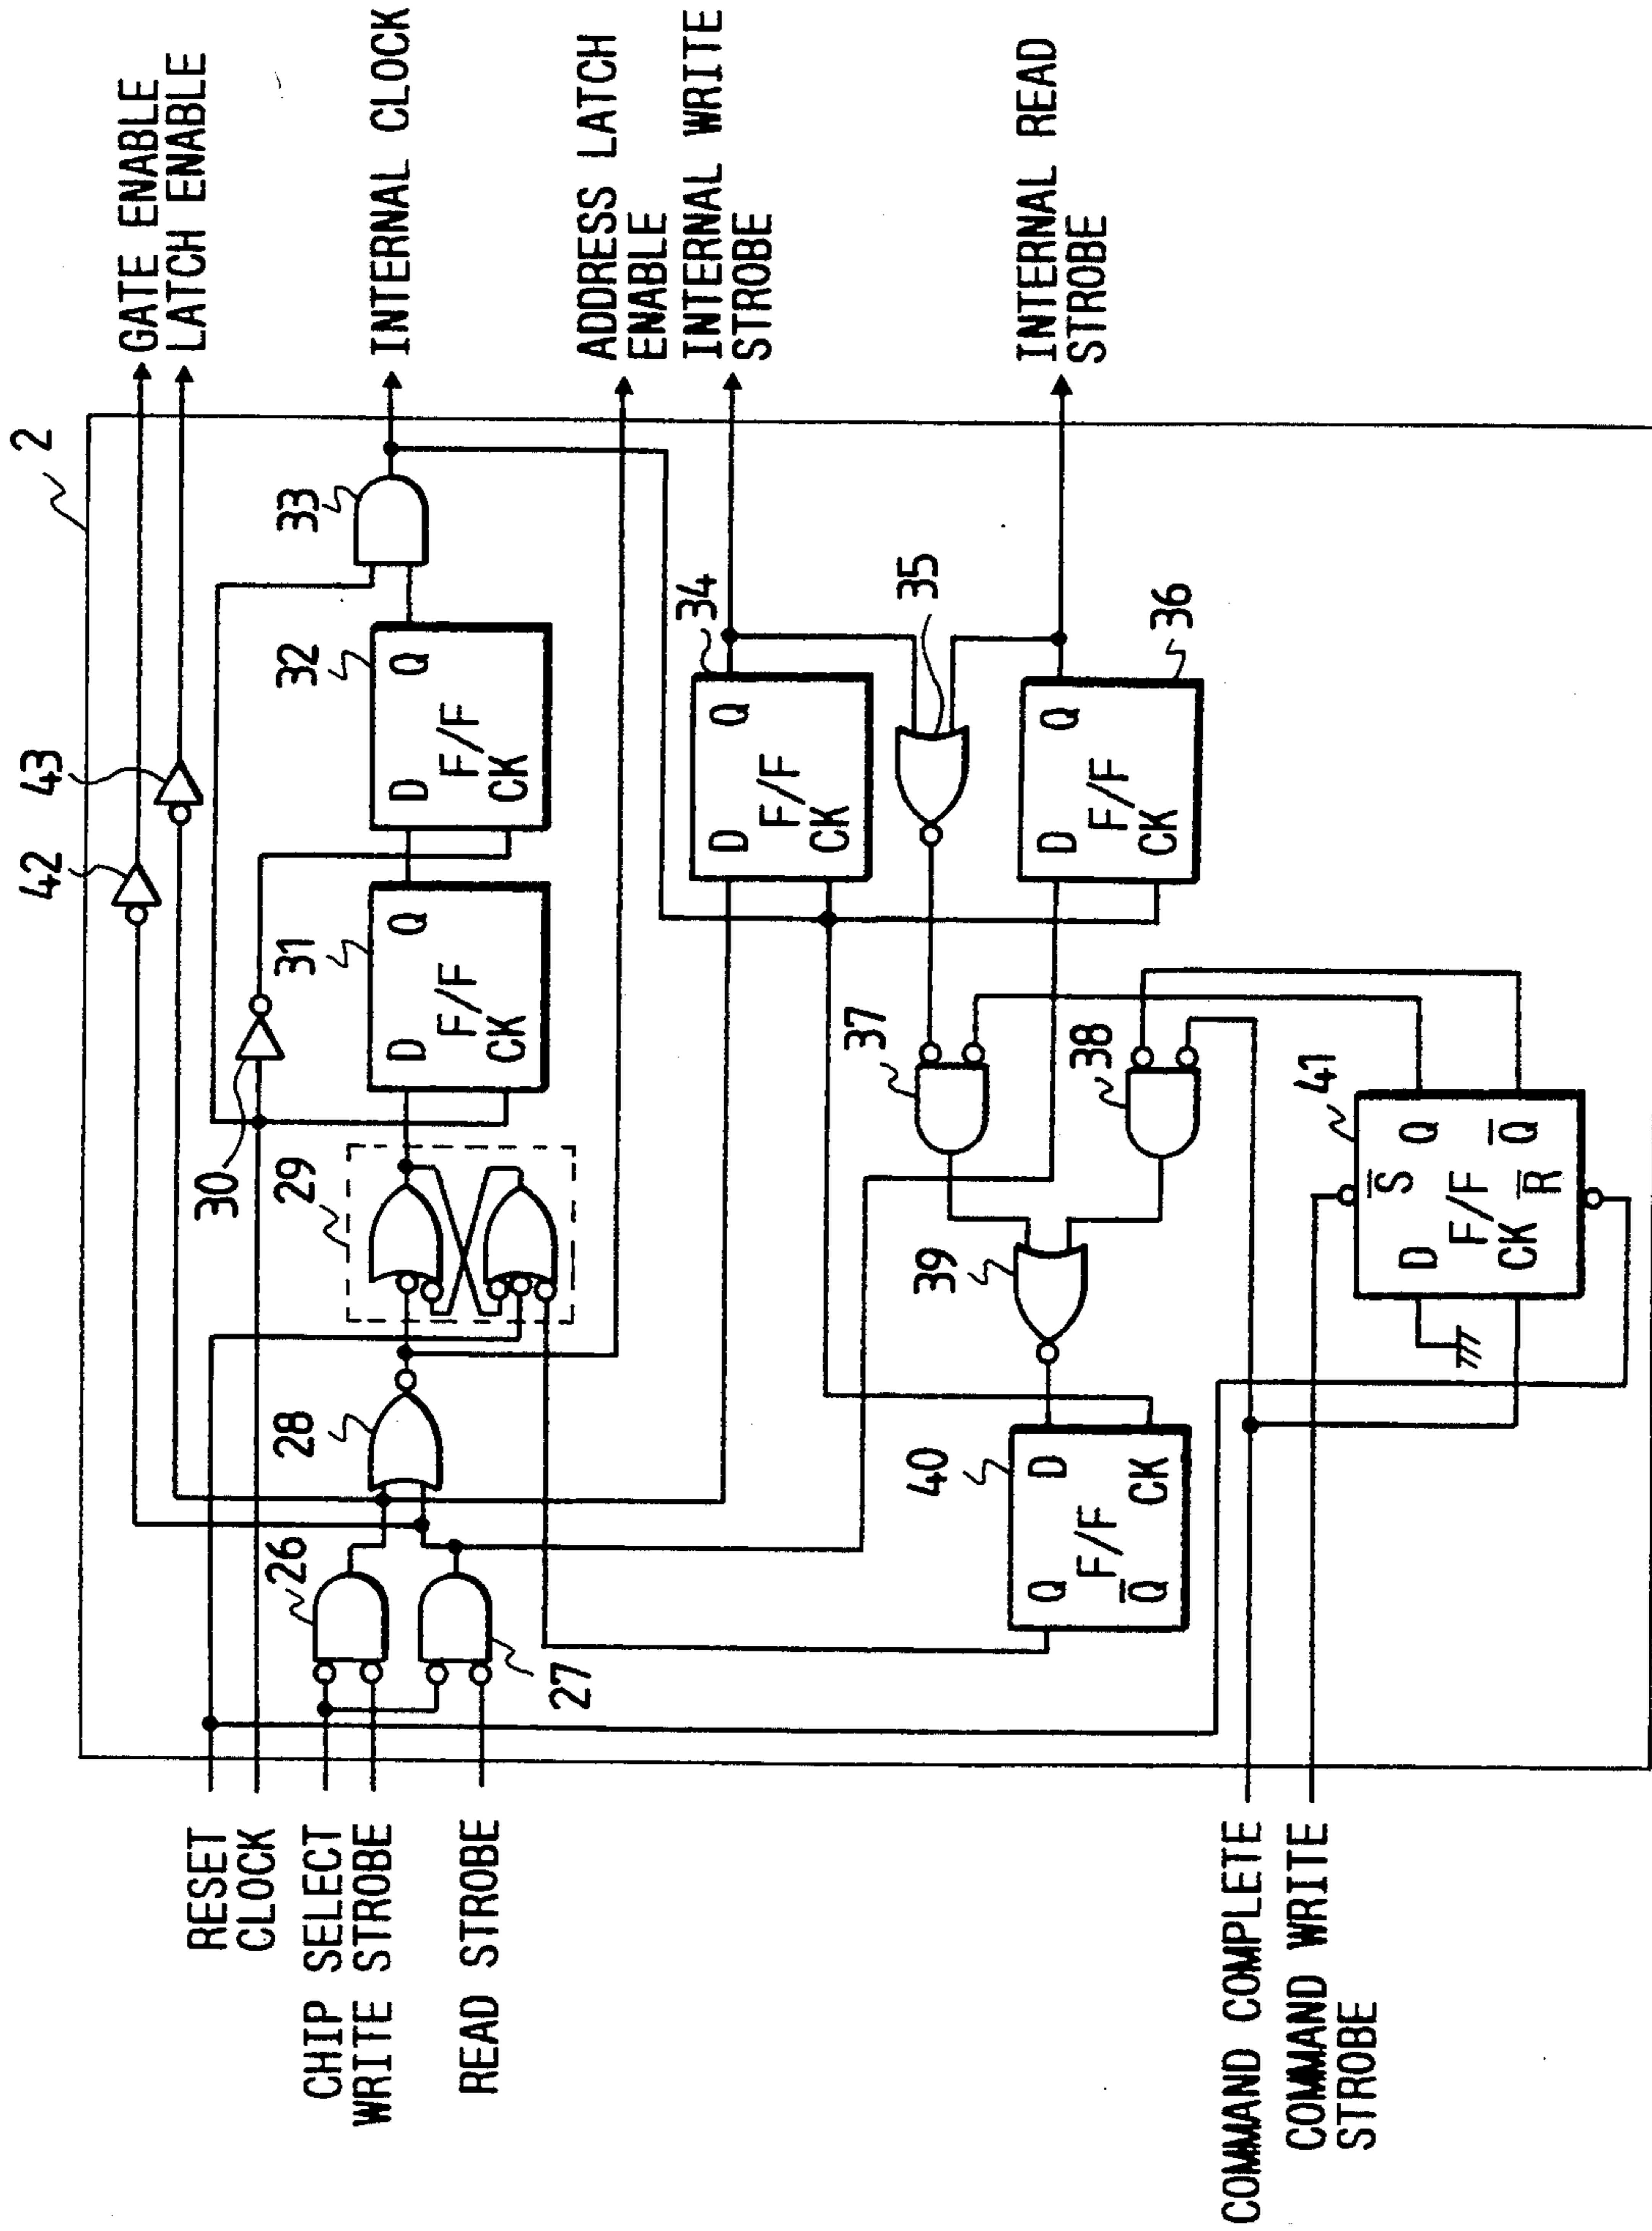 2
GATE ENABLE
LATCH ENABLE
INTERNAL CLOCK
ADDRESS LATCH
ENABLE
INTERNAL WRITE
STROBE
INTERNAL READ
STROBE
RESET
CLOCK
CHIP SELECT
WRITE STROBE
READ STROBE
COMMAND COMPLETE
COMMAND WRITE
STROBE
42
43
30
31
D Q
F/F
CK
32
D Q
F/F
CK
33
26
27
28
29
34
D Q
F/F
CK
35
36
D Q
F/F
CK
37
38
39
40
Q D
F/F
Q̅ CK
41
S̅
D Q
F/F
CK Q̅
R̅